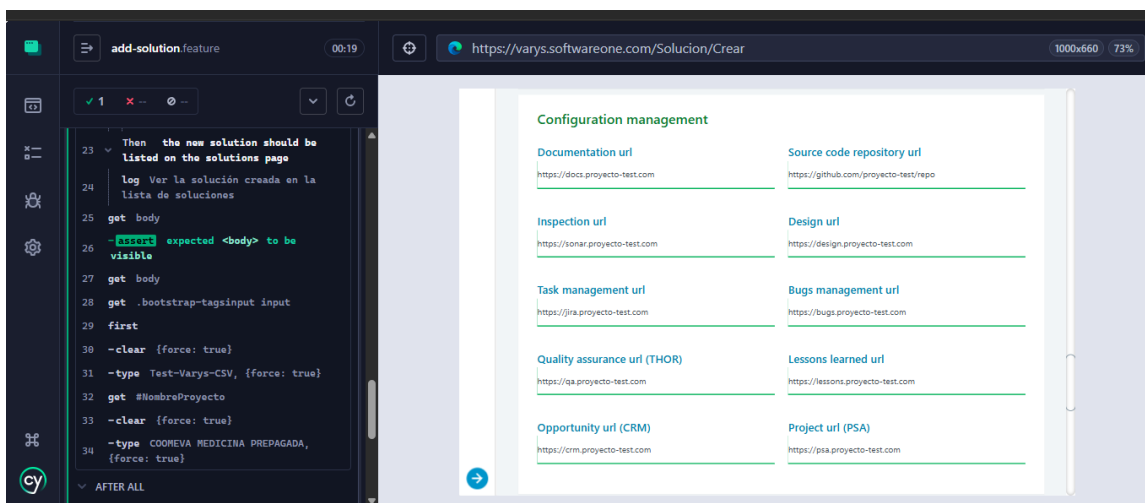 add-solution.feature
00:19
https://varys.softwareone.com/Solucion/Crear
1000x660
73%
1
--
--
23
Then the new solution should be
listed on the solutions page
24
log Ver la solución creada en la
lista de soluciones
25 get body
26
-assert expected <body> to be
visible
27 get body
28 get .bootstrap-tagsinput input
29 first
30 -clear {force: true}
31 -type Test-Varys-CSV, {force: true}
32 get #NombreProyecto
33 -clear {force: true}
34
-type COOMEVA MEDICINA PREPAGADA,
{force: true}
AFTER ALL
cy
Configuration management
Documentation url
Source code repository url
https://docs.proyecto-test.com
https://github.com/proyecto-test/repo
Inspection url
Design url
https://sonar.proyecto-test.com
https://design.proyecto-test.com
Task management url
Bugs management url
https://jira.proyecto-test.com
https://bugs.proyecto-test.com
Quality assurance url (THOR)
Lessons learned url
https://qa.proyecto-test.com
https://lessons.proyecto-test.com
Opportunity url (CRM)
Project url (PSA)
https://crm.proyecto-test.com
https://psa.proyecto-test.com